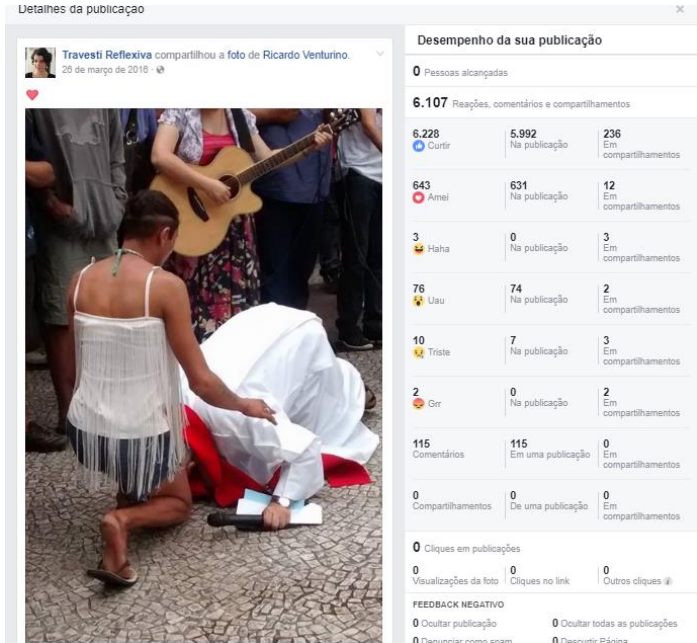 Detalhes da publicação
Travesti Reflexiva compartilhou a foto de Ricardo Venturino.
28 de março de 2016
Desempenho da sua publicação
0 Pessoas alcançadas
6.107 Reações, comentários e compartilhamentos
6.228 5.992 236
Curtir Na publicação Em compartilhamentos
643 631 12
Amei Na publicação Em compartilhamentos
3 0 3
Haha Na publicação Em compartilhamentos
76 74 2
Uau Na publicação Em compartilhamentos
10 7 3
Triste Na publicação Em compartilhamentos
2 0 2
Grr Na publicação Em compartilhamentos
115 115 0
Comentários Em uma publicação Em compartilhamentos
0 0 0
Compartilhamentos De uma publicação Em compartilhamentos
0 Cliques em publicações
0 0 0
Visualizações da foto Cliques no link Outros cliques
FEEDBACK NEGATIVO
0 Ocultar publicação 0 Ocultar todas as publicações
0 Denunciar como spam 0 Descurtir Página